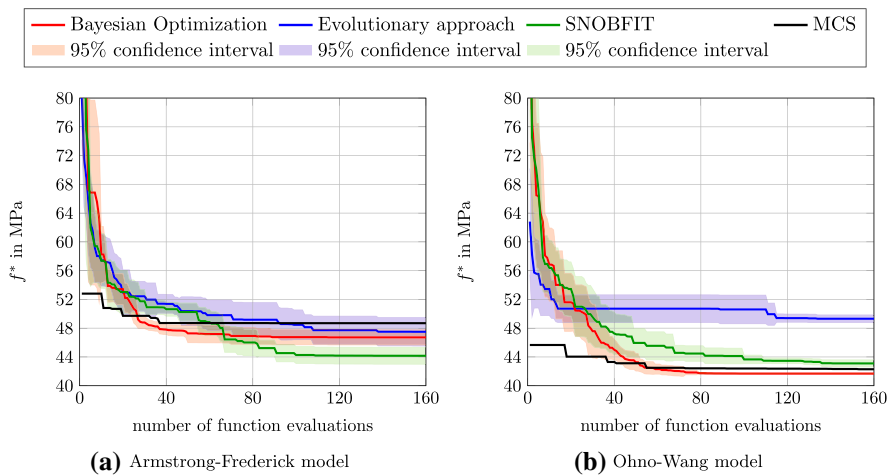 Bayesian Optimization Evolutionary approach SNOBFIT MCS
95% confidence interval 95% confidence interval 95% confidence interval
80
76
72
68
64
60
56
52
48
44
40
f* in MPa
0 40 80 120 160
number of function evaluations
(a) Armstrong-Frederick model
80
76
72
68
64
60
56
52
48
44
40
f* in MPa
0 40 80 120 160
number of function evaluations
(b) Ohno-Wang model